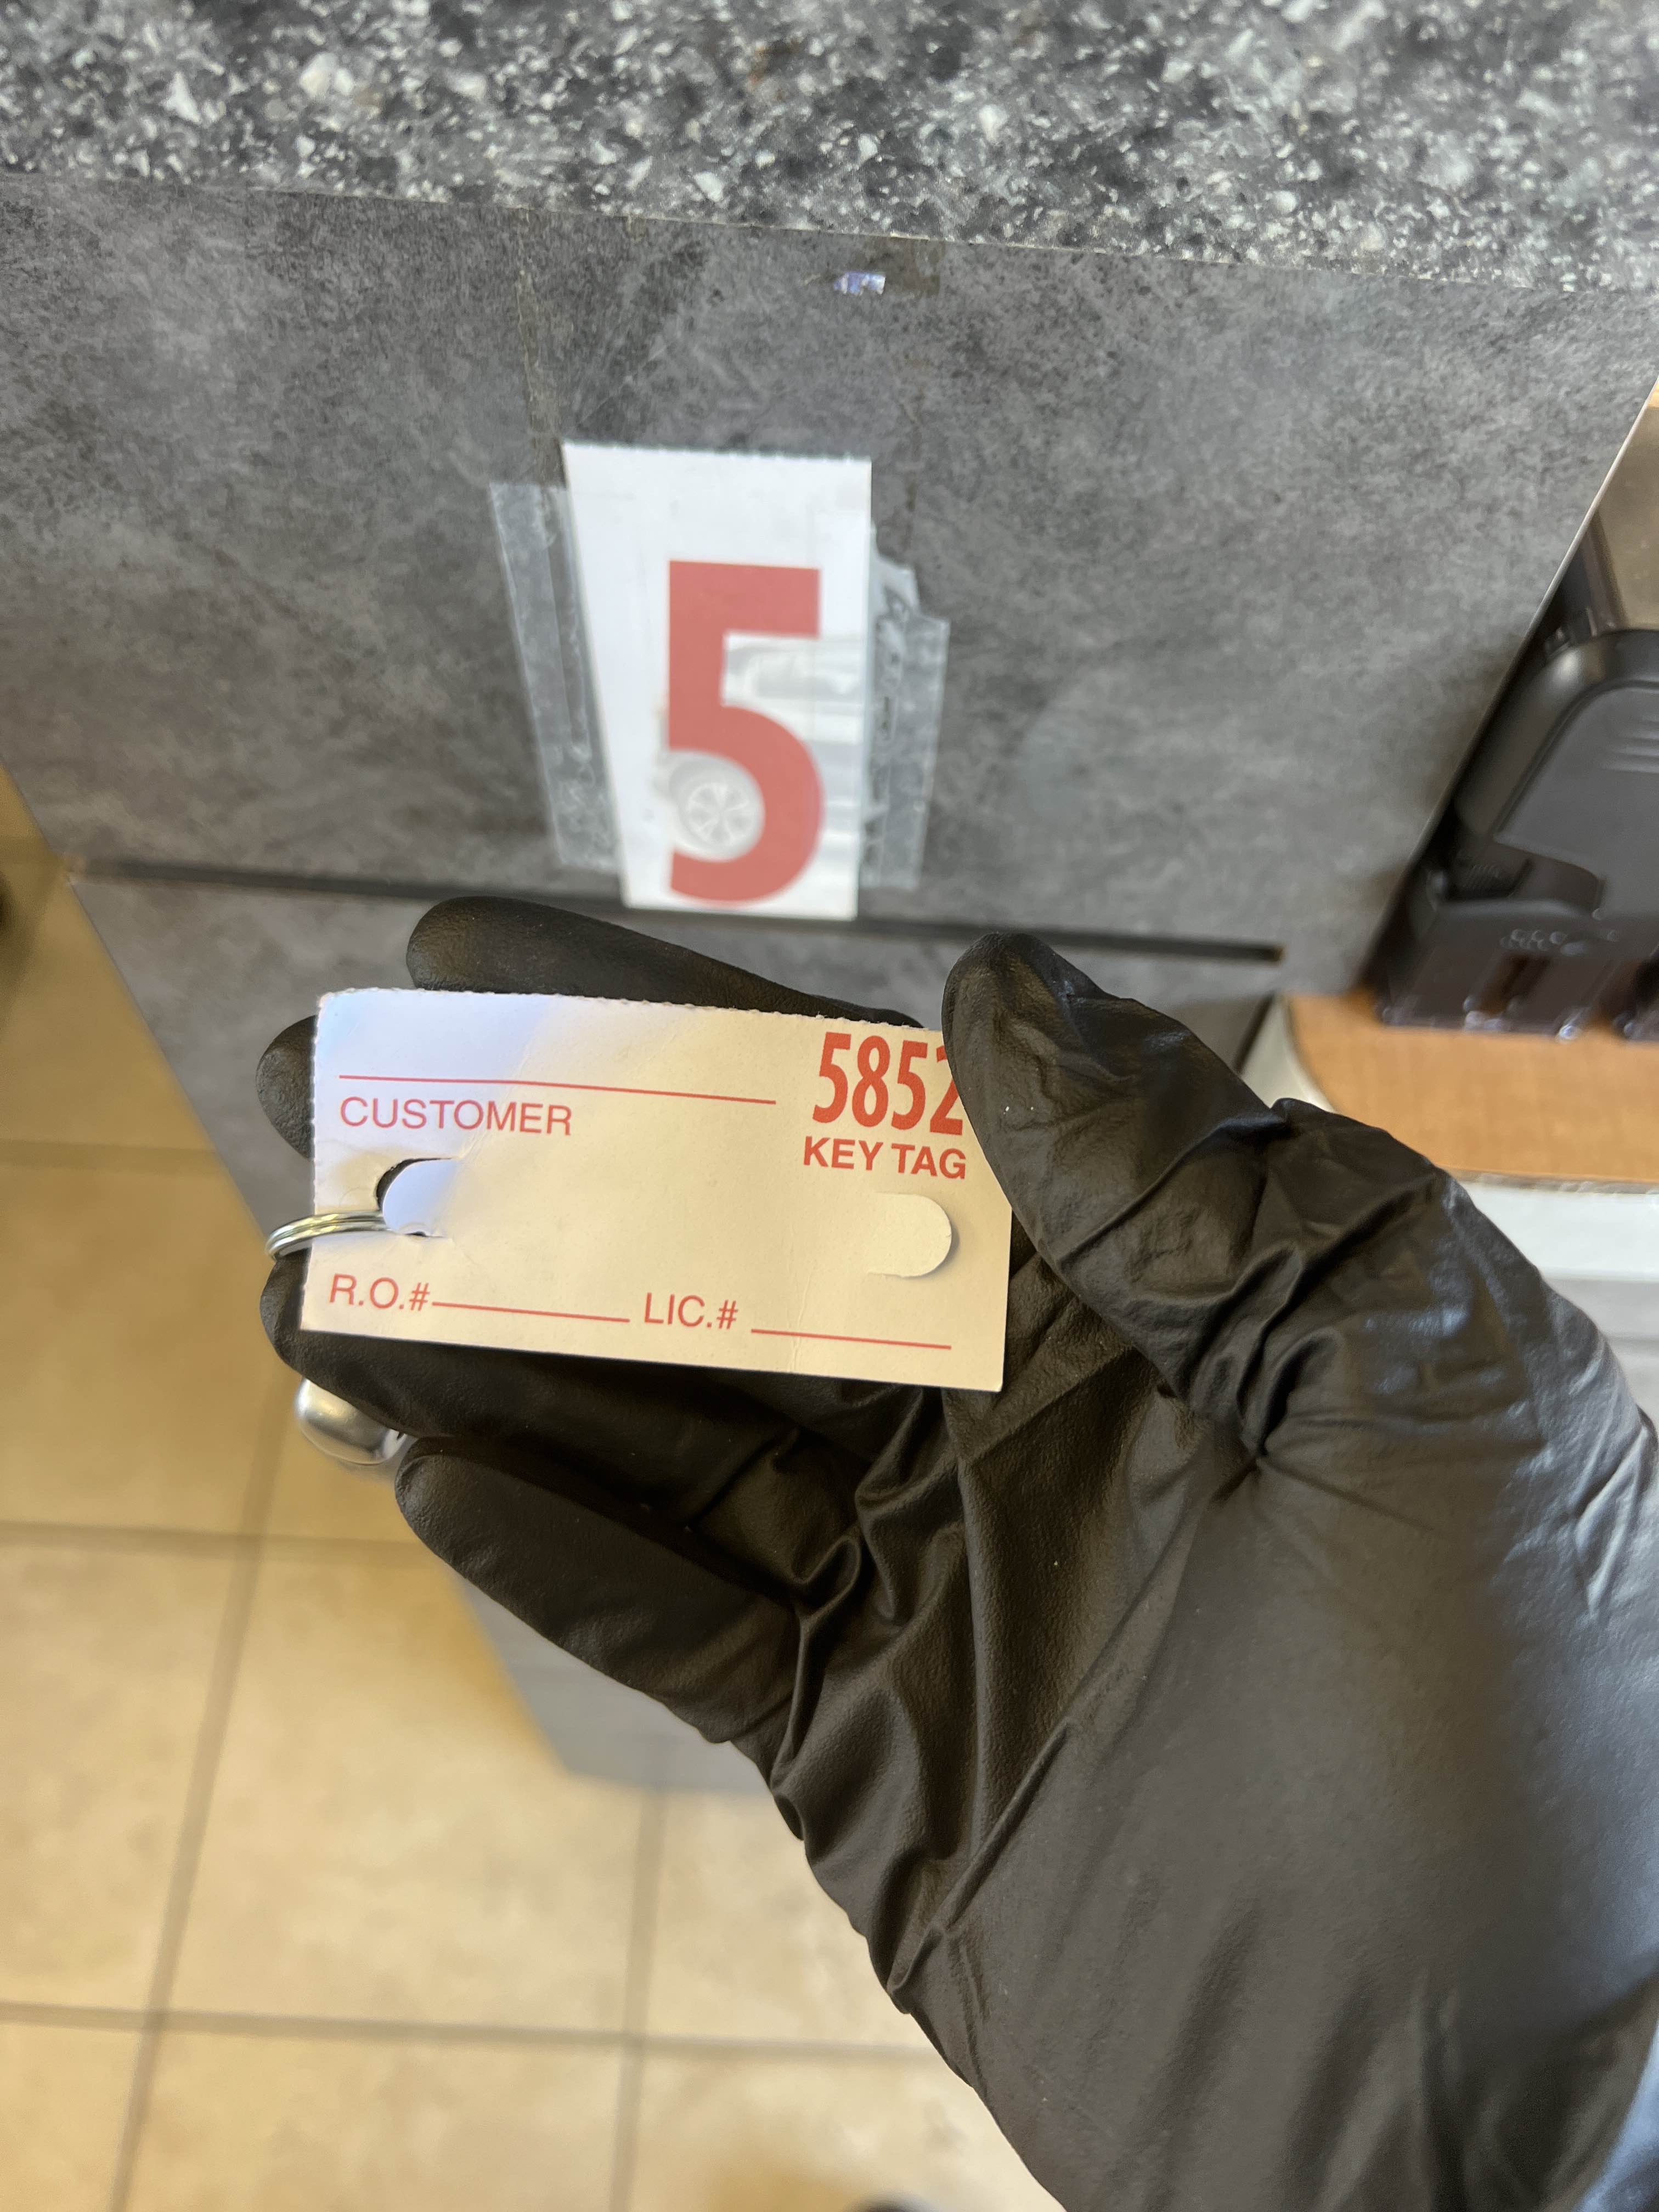 5
5852
CUSTOMER
KEY TAG
R.O.# LIC.#